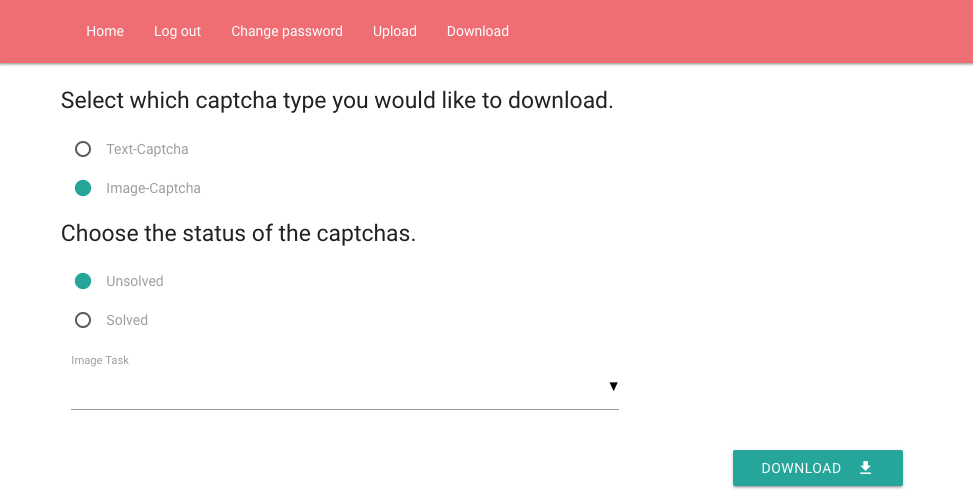 Home Log out Change password Upload Download
Select which captcha type you would like to download.
Text-Captcha
Image-Captcha
Choose the status of the captchas.
Unsolved
Solved
Image Task
DOWNLOAD